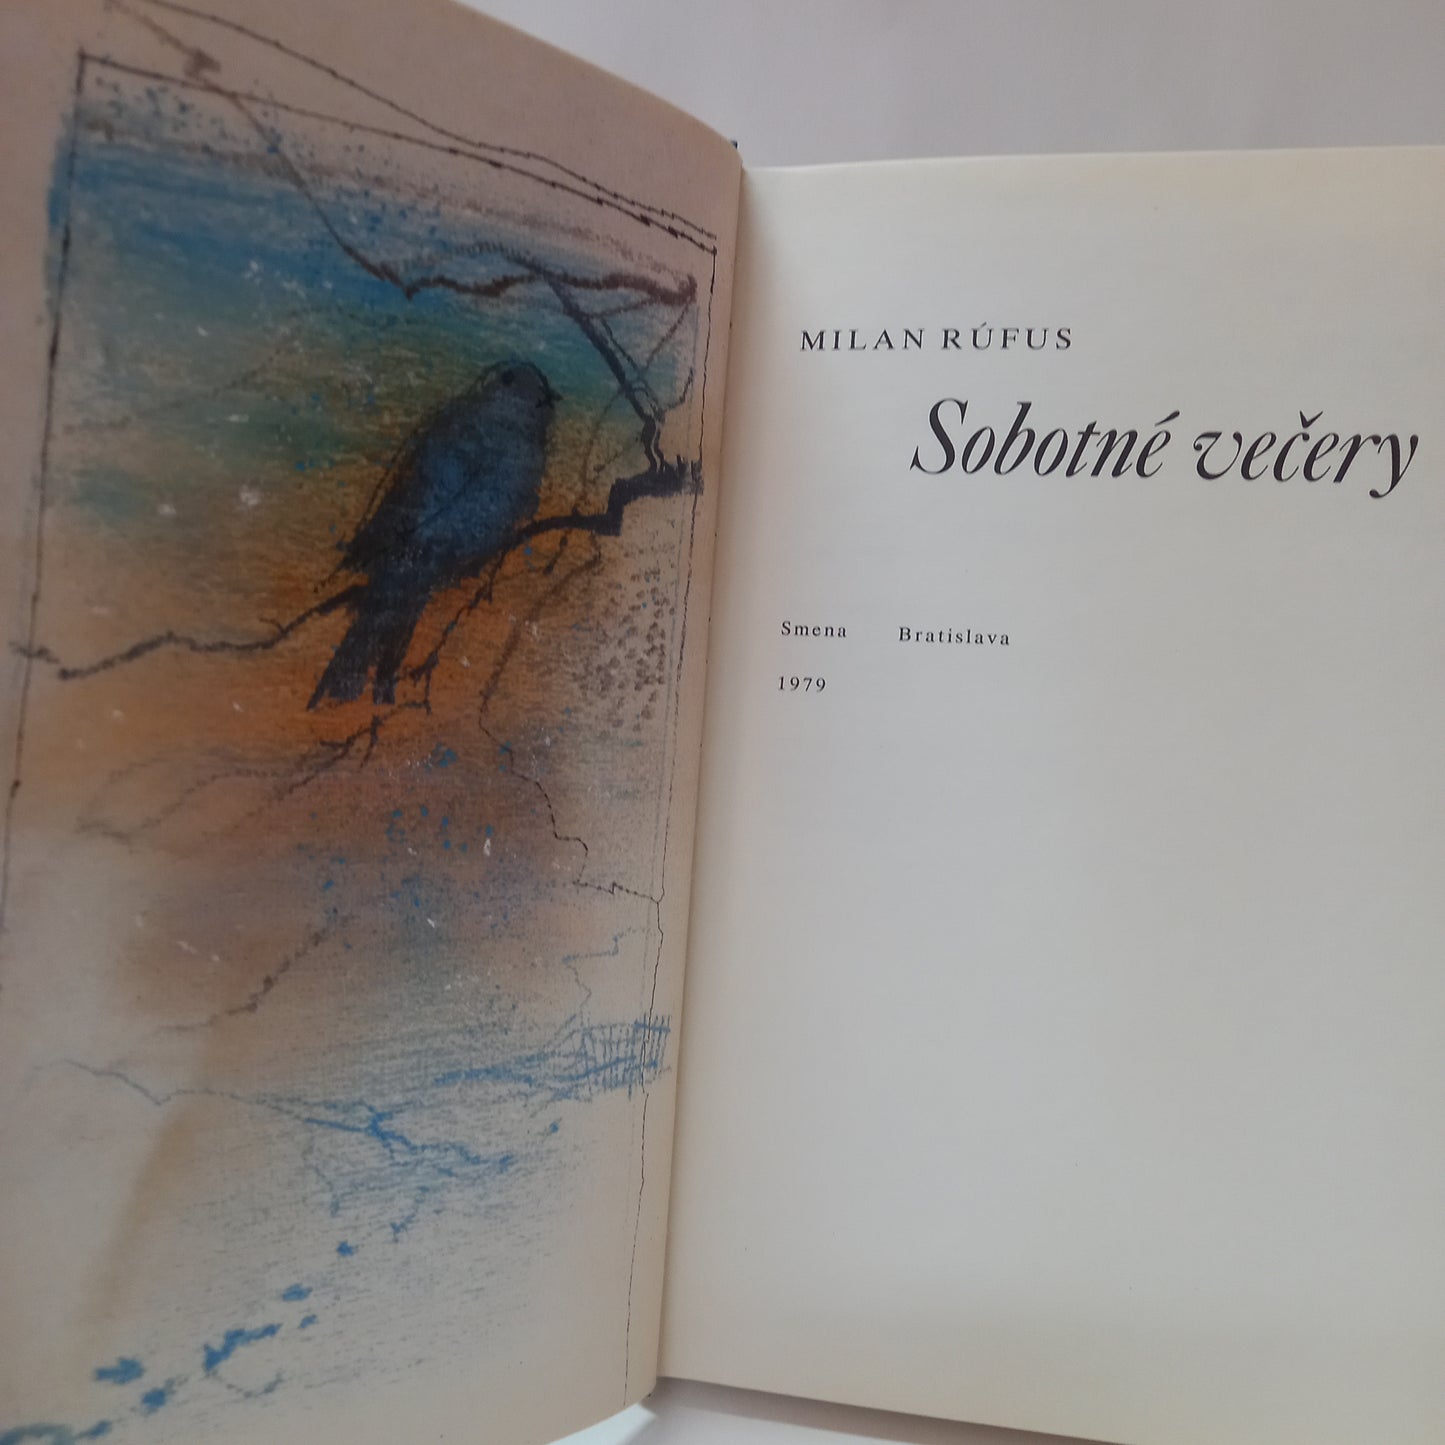 MILAN RÚFUS
Sobotné večery
Smena Bratislava
1979